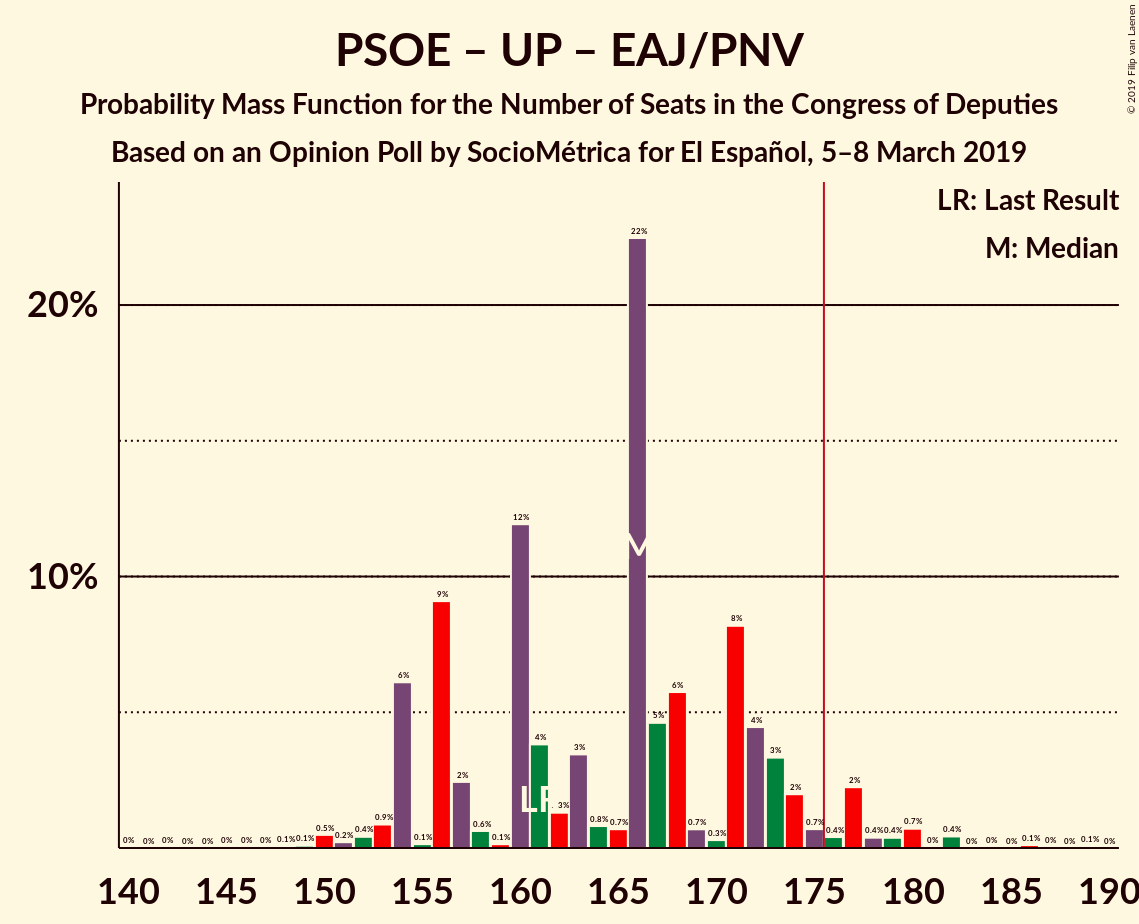 © 2019 Filip van Laenen
PSOE – UP – EAJ/PNV
Probability Mass Function for the Number of Seats in the Congress of Deputies
Based on an Opinion Poll by SocioMétrica for El Español, 5–8 March 2019
LR: Last Result
M: Median
20%
10%
0% 0% 0% 0% 0% 0% 0% 0% 0.1% 0.1% 0.5% 0.2% 0.4% 0.9% 6% 0.1% 9% 2% 0.6% 0.1% 12% 4% 3% 3% 0.8% 0.7% 22% 5% 6% 0.7% 0.3% 8% 4% 3% 2% 0.7% 0.4% 2% 0.4% 0.4% 0.7% 0% 0.4% 0% 0% 0% 0.1% 0% 0% 0.1% 0%
LR
M
140 145 150 155 160 165 170 175 180 185 190